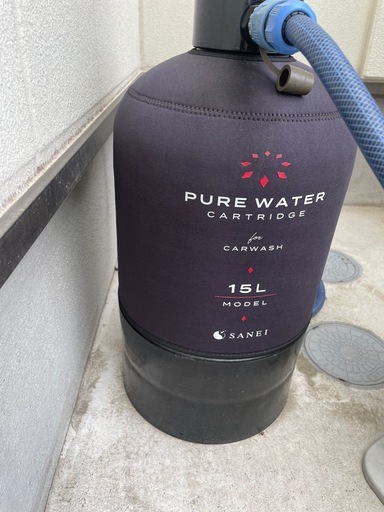 PURE WATER
CARTRIDGE
for
CARWASH
15L
MODEL
SANEI